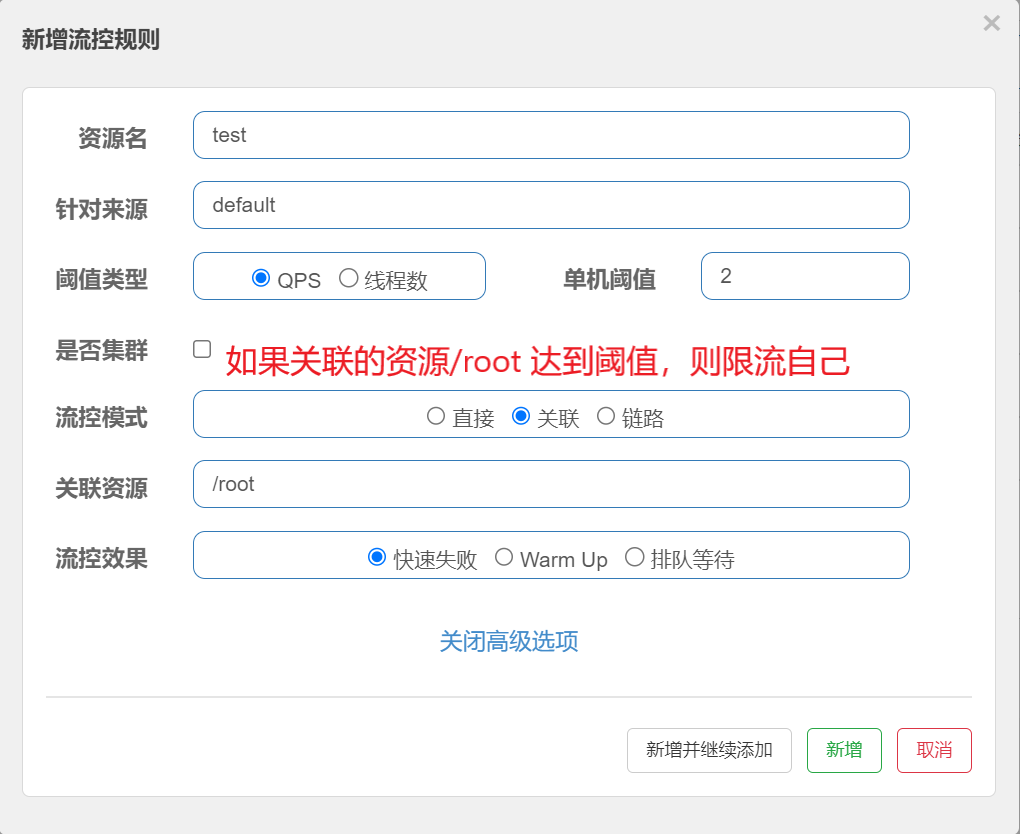 新增流控规则
×
资源名 test
针对来源 default
阈值类型 QPS 线程数 单机阈值 2
是否集群 如果关联的资源/root 达到阈值，则限流自己
流控模式 直接 关联 链路
关联资源 /root
流控效果 快速失败 Warm Up 排队等待
关闭高级选项
新增并继续添加 新增 取消